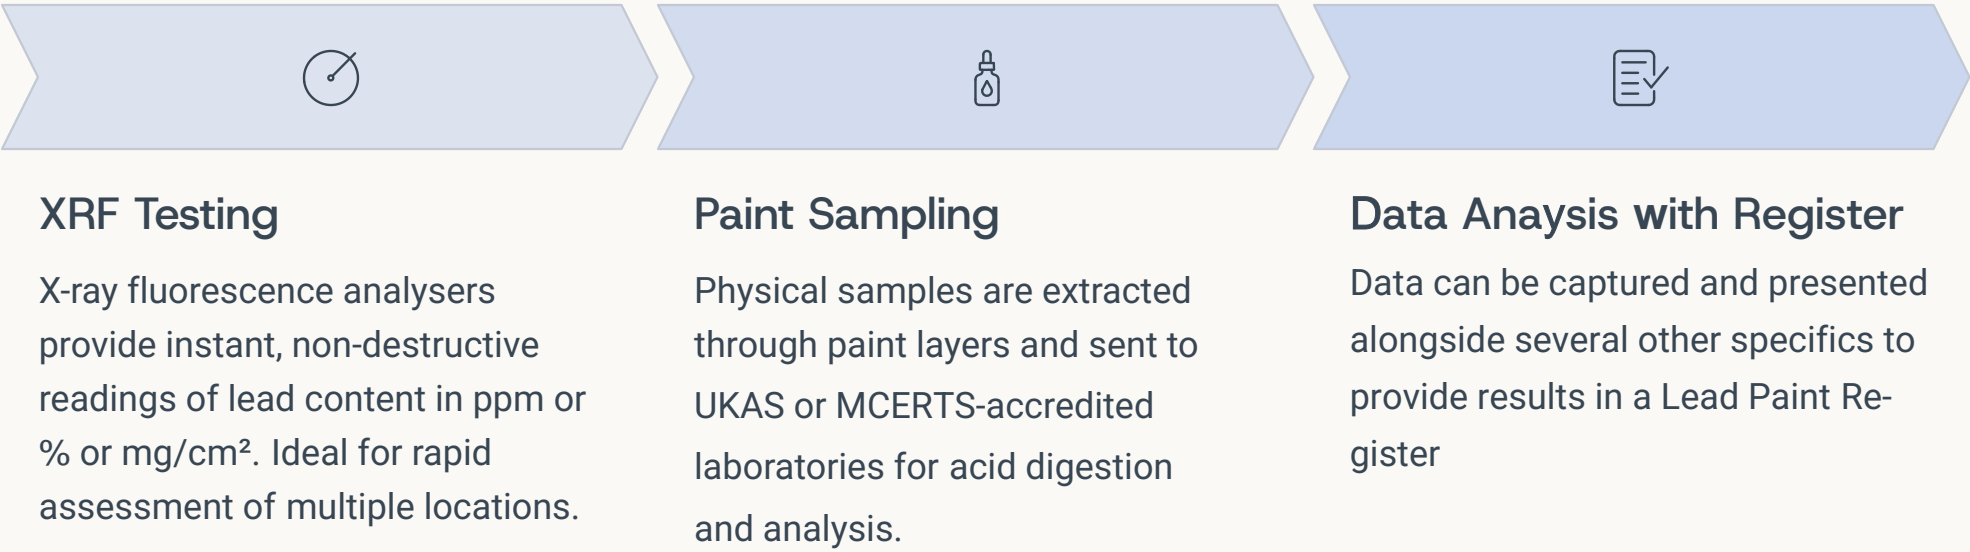 XRF Testing
X-ray fluorescence analysers
provide instant, non-destructive
readings of lead content in ppm or
% or mg/cm². Ideal for rapid
assessment of multiple locations.
Paint Sampling
Physical samples are extracted
through paint layers and sent to
UKAS or MCERTS-accredited
laboratories for acid digestion
and analysis.
Data Anaysis with Register
Data can be captured and presented
alongside several other specifics to
provide results in a Lead Paint Re-
gister